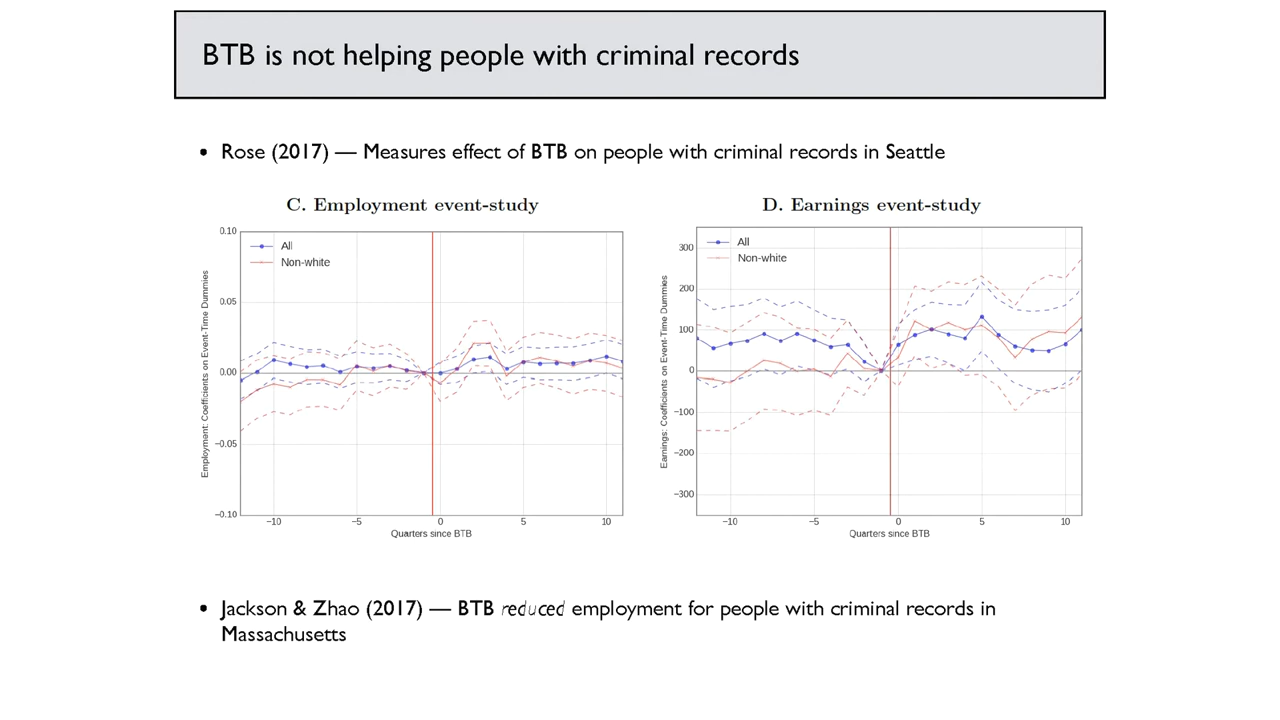 BTB is not helping people with criminal records
• Rose (2017) — Measures effect of BTB on people with criminal records in Seattle
C. Employment event-study
D. Earnings event-study
All
Non-white
0.10
0.05
0.00
−0.05
−0.10
Employment: Coefficients on Event-Time Dummies
−10
−5
0
5
10
Quarters since BTB
All
Non-white
300
200
100
0
−100
−200
−300
Earnings: Coefficients on Event-Time Dummies
−10
−5
0
5
10
Quarters since BTB
• Jackson & Zhao (2017) — BTB reduced employment for people with criminal records in
Massachusetts